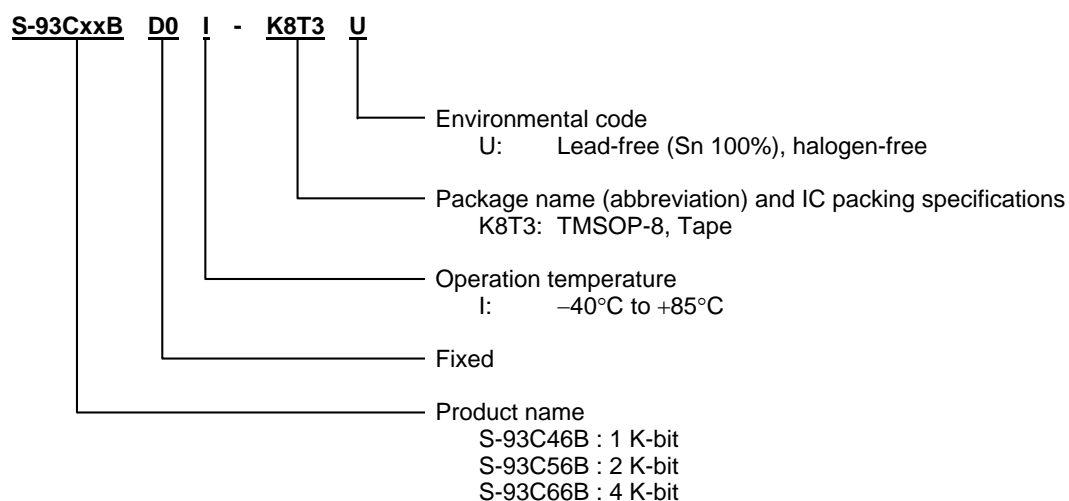 S-93CxxB D0 I - K8T3 U
Environmental code
U: Lead-free (Sn 100%), halogen-free
Package name (abbreviation) and IC packing specifications
K8T3: TMSOP-8, Tape
Operation temperature
I: −40°C to +85°C
Fixed
Product name
S-93C46B : 1 K-bit
S-93C56B : 2 K-bit
S-93C66B : 4 K-bit